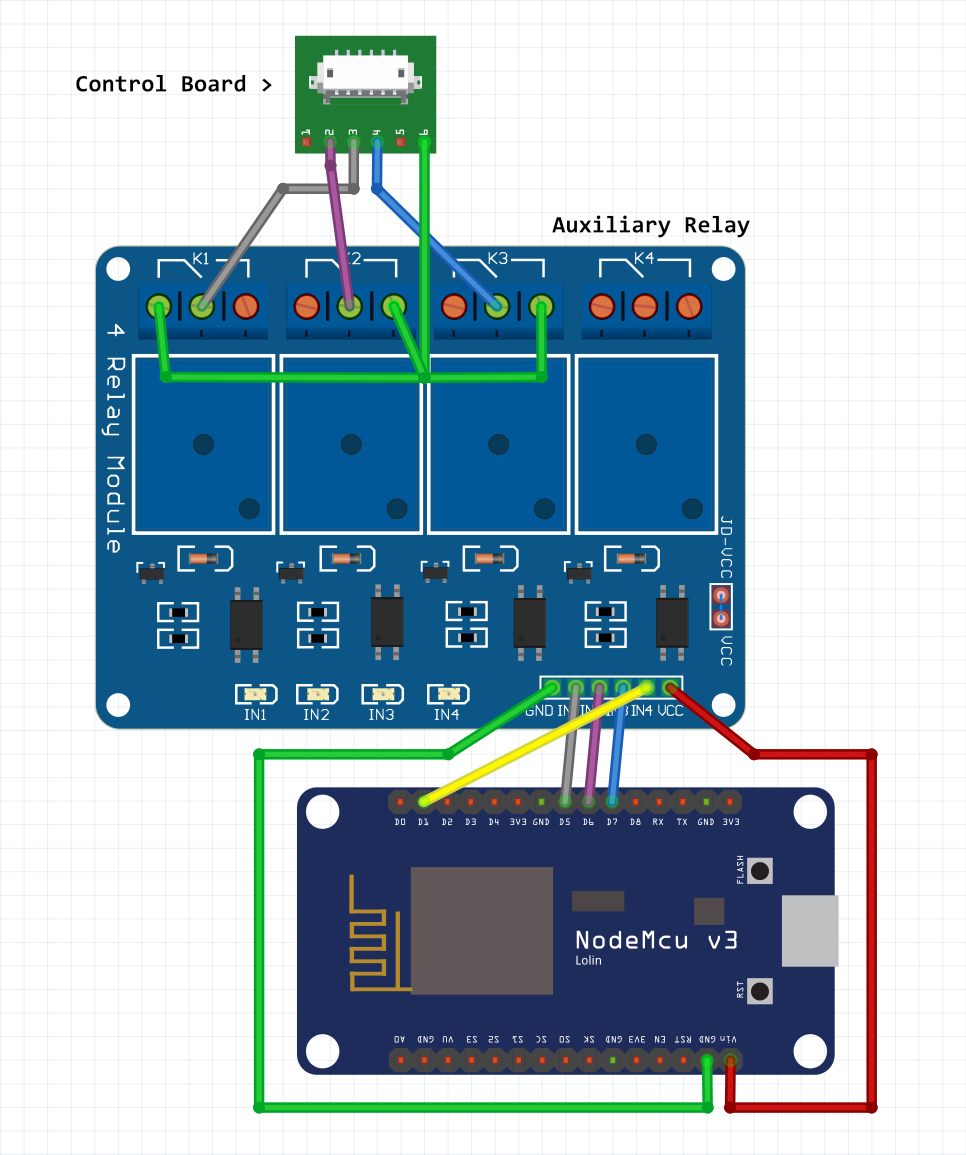 Control Board >
1 2 3 4 5 6
Auxiliary Relay
K1 K2 K3 K4
4 Relay Module
JD-VCC
VCC
IN1 IN2 IN3 IN4
GND IN4 VCC
D0 D1 D2 D3 D4 3V3 GND D5 D6 D7 D8 RX TX GND 3V3
FLASH
NodeMcu v3
Lolin
RST
A0 GND VU S3 S2 S1 SC S0 SK GND 3V3 EN RST GND Vin